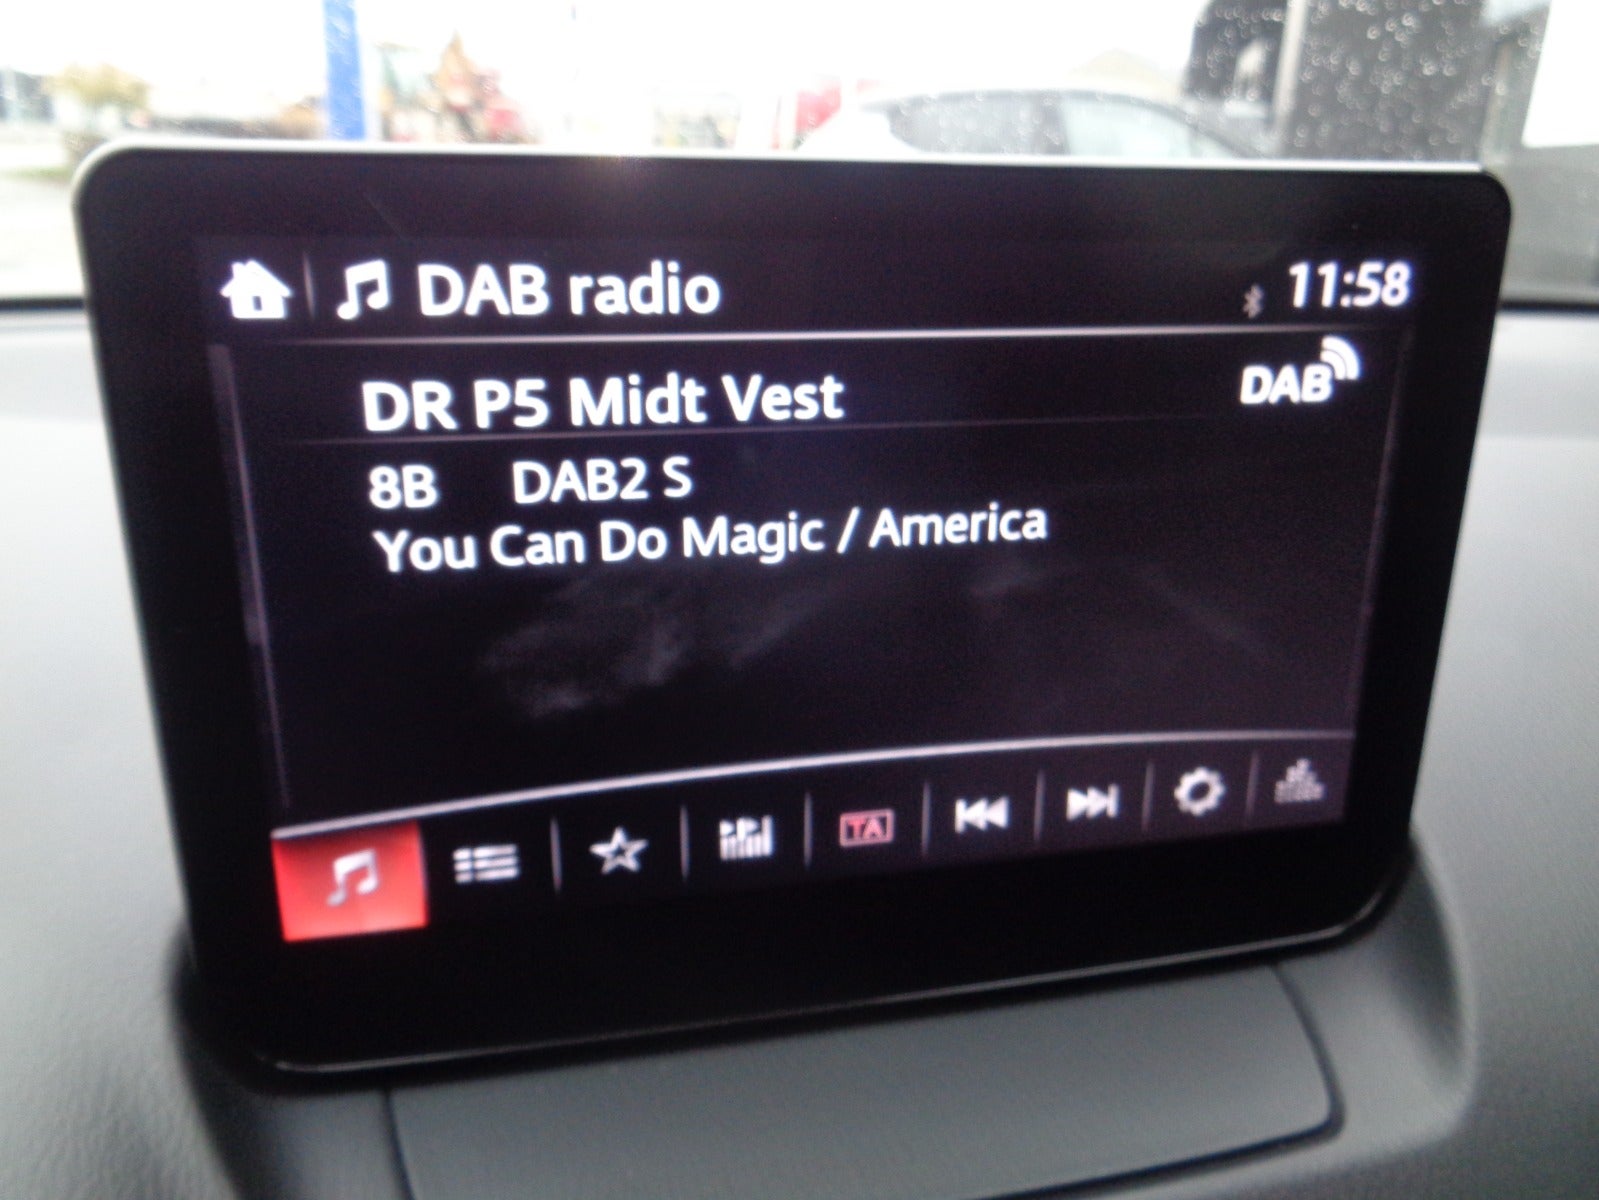 DAB radio 11:58
DR P5 Midt Vest DAB
8B DAB2 S
You Can Do Magic / America
TA